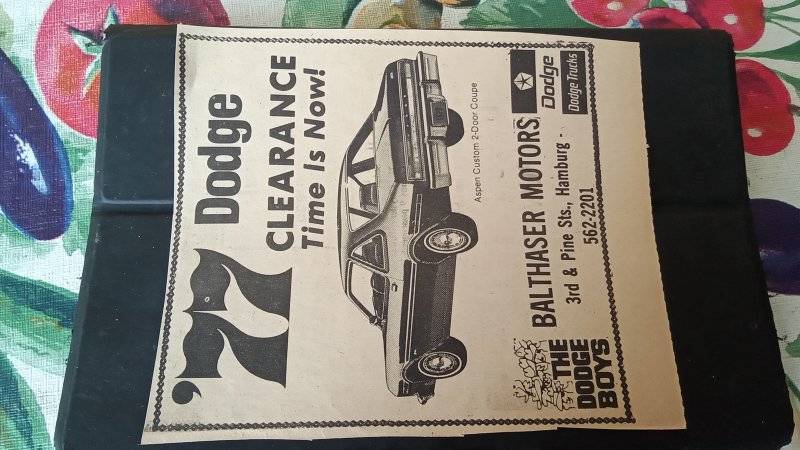 '77 Dodge
CLEARANCE
Time Is Now!
Aspen Custom 2-Door Coupe
THE
DODGE
BOYS
BALTHASER MOTORS
3rd & Pine Sts., Hamburg -
562-2201
Dodge
Dodge Trucks